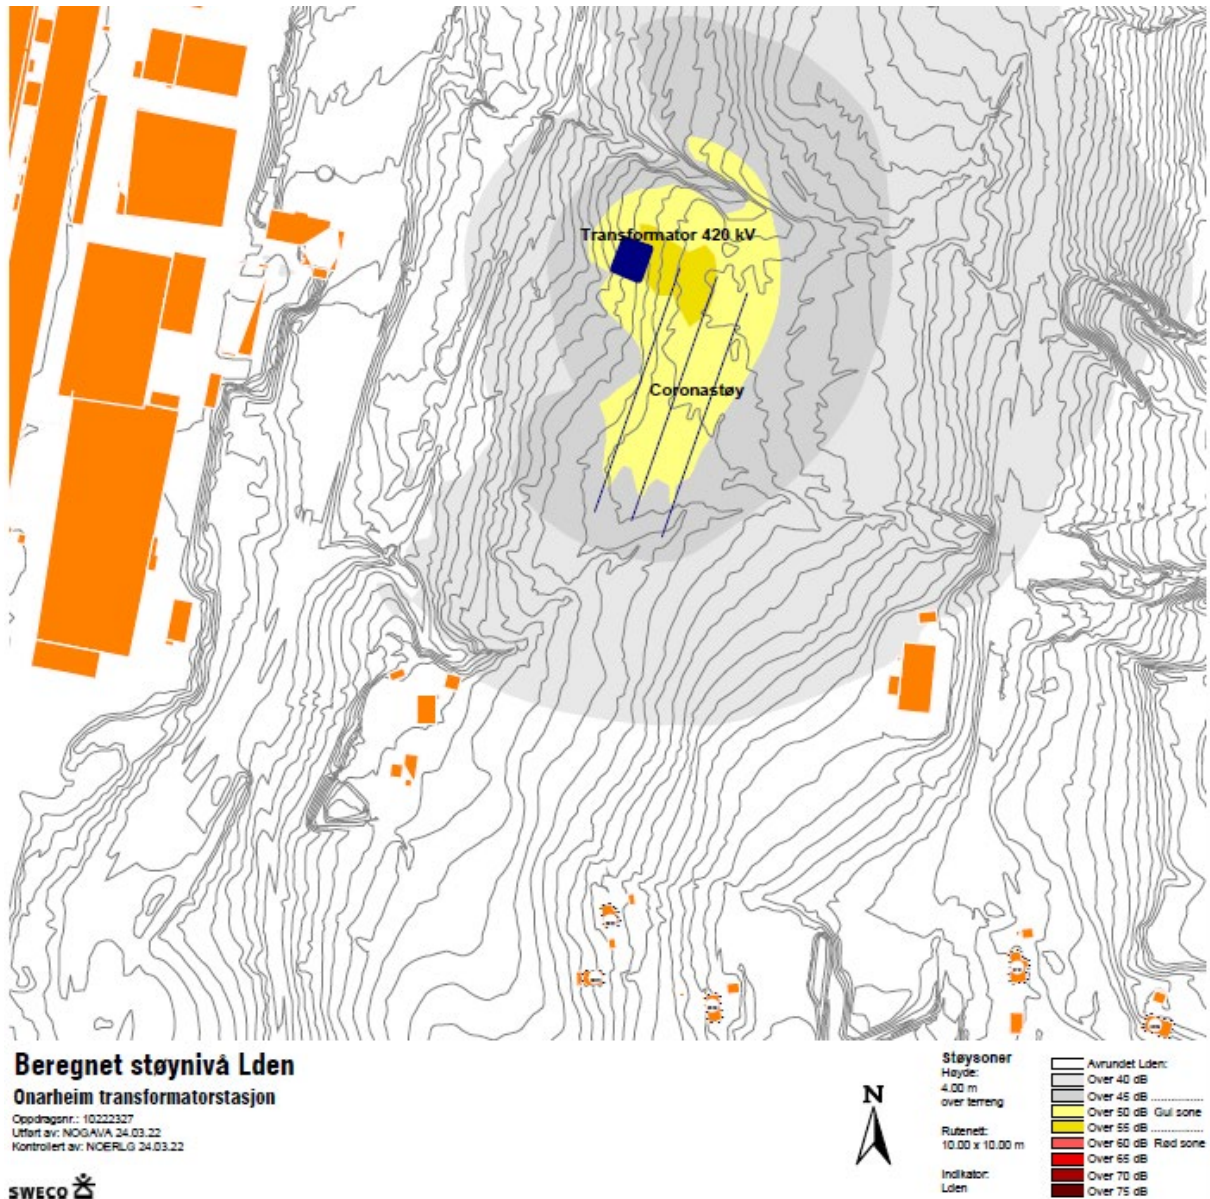 Transformator 420 kV
Coronastøy
Beregnet støynivå Lden
Onarheim transformatorstasjon
Oppdragsnr.: 10222327
Utført av: NOGAVA 24.03.22
Kontrollert av: NOERLG 24.03.22
SWECO
N
Støysoner
Høyde:
4.00 m
over terreng
Rutenett:
10.00 x 10.00 m
Indikator:
Lden
Avrundet Lden:
Over 40 dB
Over 45 dB ................
Over 50 dB Gul sone
Over 55 dB ................
Over 60 dB Rød sone
Over 65 dB
Over 70 dB
Over 75 dB